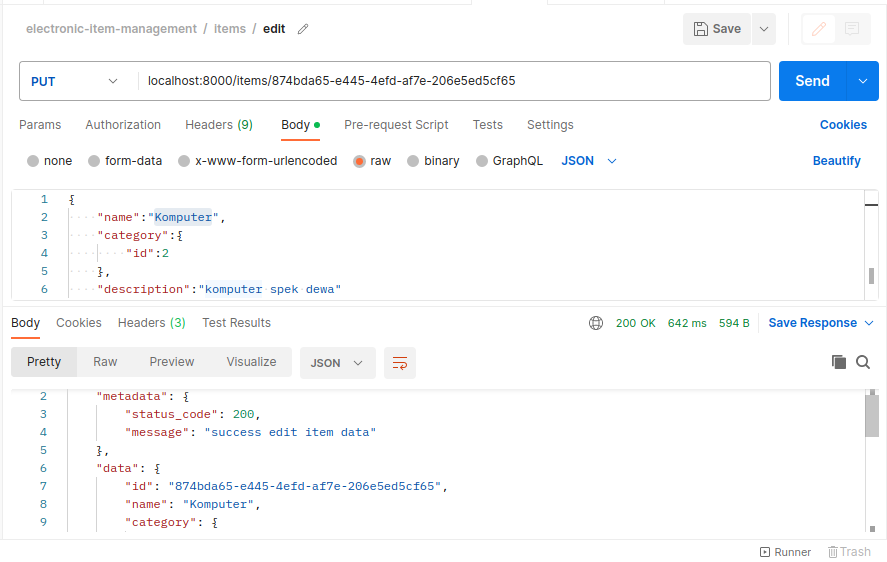 electronic-item-management / items / edit Save
PUT localhost:8000/items/874bda65-e445-4efd-af7e-206e5ed5cf65 Send
Params Authorization Headers (9) Body Pre-request Script Tests Settings Cookies
none form-data x-www-form-urlencoded raw binary GraphQL JSON Beautify
1 {
2 "name":"Komputer",
3 "category":{
4 "id":2
5 },
6 "description":"komputer spek dewa"
Body Cookies Headers (3) Test Results 200 OK 642 ms 594 B Save Response
Pretty Raw Preview Visualize JSON
2 "metadata": {
3 "status_code": 200,
4 "message": "success edit item data"
5 },
6 "data": {
7 "id": "874bda65-e445-4efd-af7e-206e5ed5cf65",
8 "name": "Komputer",
9 "category": {
Runner Trash